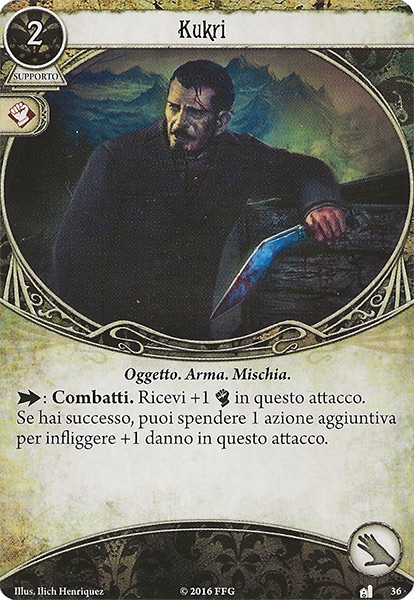 2
Kukri
SUPPORTO
Oggetto. Arma. Mischia.
: Combatti. Ricevi +1 in questo attacco.
Se hai successo, puoi spendere 1 azione aggiuntiva
per infliggere +1 danno in questo attacco.
Illus. Ilich Henriquez
© 2016 FFG
36